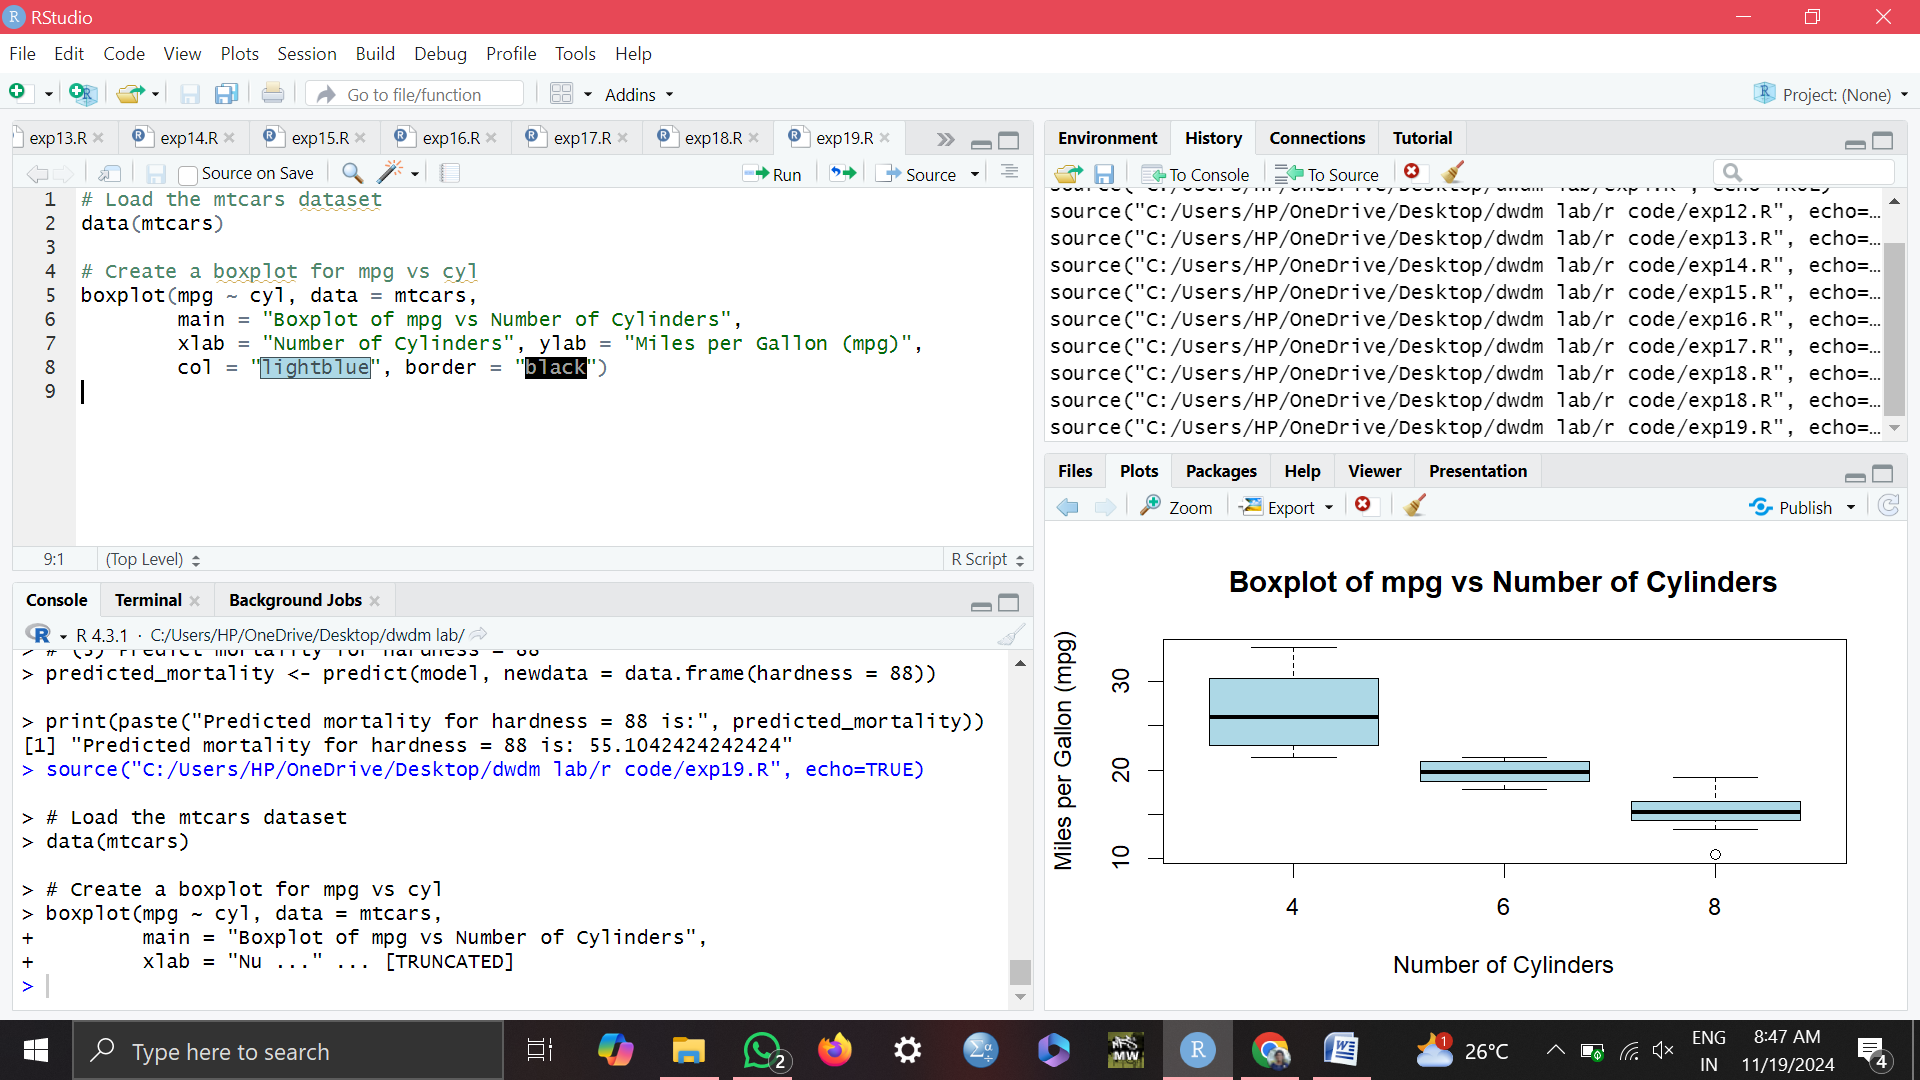 RStudio
File Edit Code View Plots Session Build Debug Profile Tools Help
Go to file/function Addins Project: (None)
exp13.R exp14.R exp15.R exp16.R exp17.R exp18.R exp19.R
Source on Save Run Source
1 # Load the mtcars dataset
2 data(mtcars)
3
4 # Create a boxplot for mpg vs cyl
5 boxplot(mpg ~ cyl, data = mtcars,
6 main = "Boxplot of mpg vs Number of Cylinders",
7 xlab = "Number of Cylinders", ylab = "Miles per Gallon (mpg)",
8 col = "lightblue", border = "black")
9
9:1 (Top Level) R Script
Console Terminal Background Jobs
R 4.3.1 · C:/Users/HP/OneDrive/Desktop/dwdm lab/
> # (5) Predict mortality for hardness = 88
> predicted_mortality <- predict(model, newdata = data.frame(hardness = 88))
> print(paste("Predicted mortality for hardness = 88 is:", predicted_mortality))
[1] "Predicted mortality for hardness = 88 is: 55.1042424242424"
> source("C:/Users/HP/OneDrive/Desktop/dwdm lab/r code/exp19.R", echo=TRUE)
> # Load the mtcars dataset
> data(mtcars)
> # Create a boxplot for mpg vs cyl
> boxplot(mpg ~ cyl, data = mtcars,
+ main = "Boxplot of mpg vs Number of Cylinders",
+ xlab = "Nu ..." ... [TRUNCATED]
>
Environment History Connections Tutorial
To Console To Source
source("C:/Users/HP/OneDrive/Desktop/dwdm lab/r code/exp12.R", echo=…
source("C:/Users/HP/OneDrive/Desktop/dwdm lab/r code/exp13.R", echo=…
source("C:/Users/HP/OneDrive/Desktop/dwdm lab/r code/exp14.R", echo=…
source("C:/Users/HP/OneDrive/Desktop/dwdm lab/r code/exp15.R", echo=…
source("C:/Users/HP/OneDrive/Desktop/dwdm lab/r code/exp16.R", echo=…
source("C:/Users/HP/OneDrive/Desktop/dwdm lab/r code/exp17.R", echo=…
source("C:/Users/HP/OneDrive/Desktop/dwdm lab/r code/exp18.R", echo=…
source("C:/Users/HP/OneDrive/Desktop/dwdm lab/r code/exp18.R", echo=…
source("C:/Users/HP/OneDrive/Desktop/dwdm lab/r code/exp19.R", echo=…
Files Plots Packages Help Viewer Presentation
Zoom Export Publish
Boxplot of mpg vs Number of Cylinders
Miles per Gallon (mpg)
30
20
10
4 6 8
Number of Cylinders
Type here to search
2
Σα
MW
R
1
26°C
ENG
IN
8:47 AM
11/19/2024
4